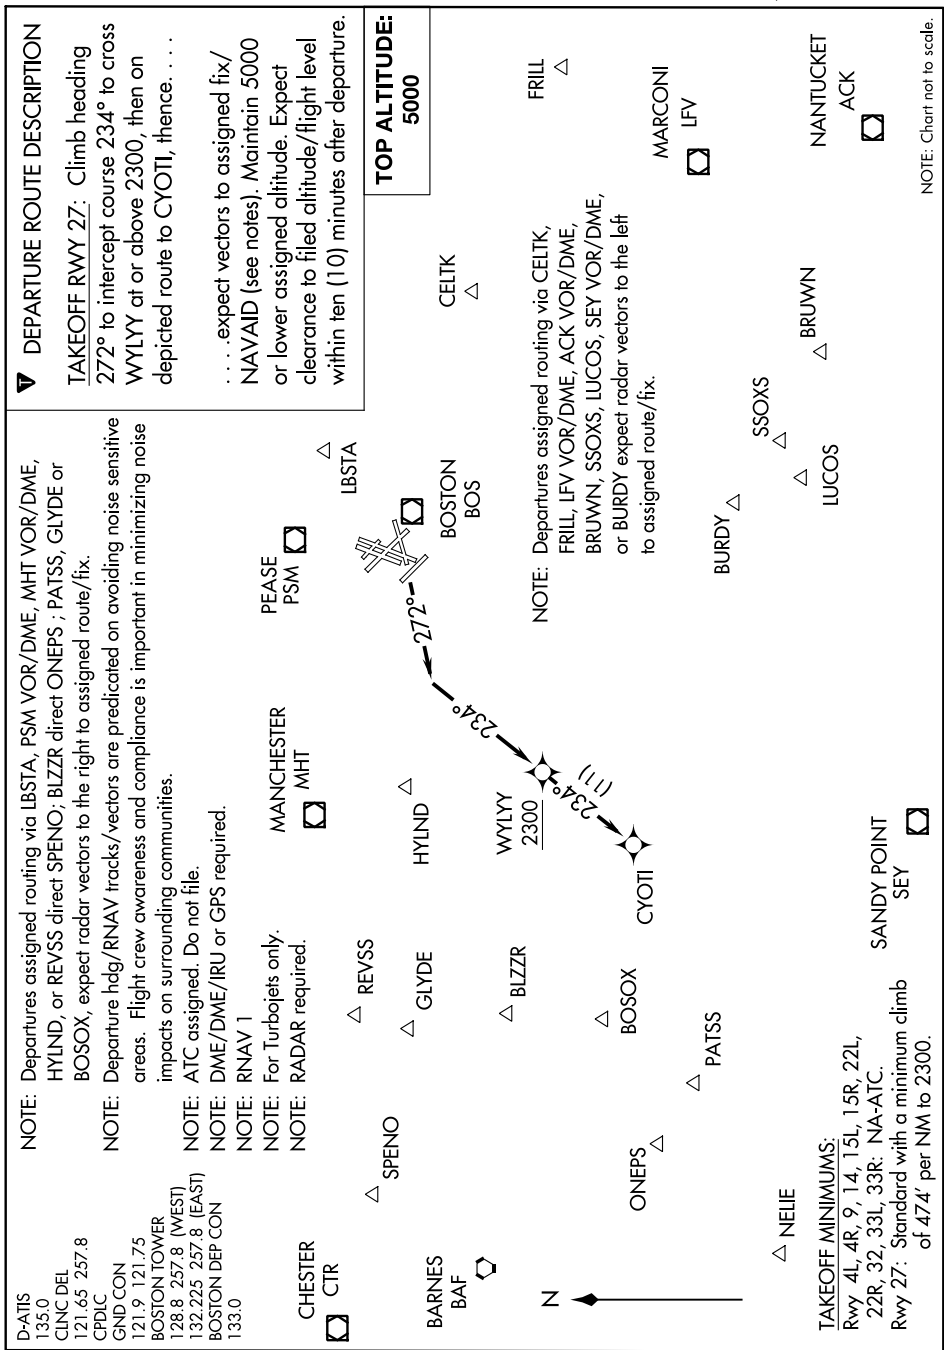 D-ATIS
135.0
CLNC DEL
121.65 257.8
CPDLC
GND CON
121.9 121.75
BOSTON TOWER
128.8 257.8 (WEST)
132.225 257.8 (EAST)
BOSTON DEP CON
133.0
NOTE: Departures assigned routing via LBSTA, PSM VOR/DME, MHT VOR/DME,
HYLND, or REVSS direct SPENO; BLZZR direct ONEPS ; PATSS, GLYDE or
BOSOX, expect radar vectors to the right to assigned route/fix.
NOTE: Departure hdg/RNAV tracks/vectors are predicated on avoiding noise sensitive
areas. Flight crew awareness and compliance is important in minimizing noise
impacts on surrounding communities.
NOTE: ATC assigned. Do not file.
NOTE: DME/DME/IRU or GPS required.
NOTE: RNAV 1
NOTE: For Turbojets only.
NOTE: RADAR required.
T DEPARTURE ROUTE DESCRIPTION
TAKEOFF RWY 27: Climb heading
272° to intercept course 234° to cross
WYLYY at or above 2300, then on
depicted route to CYOTI, thence. . . .
. . . .expect vectors to assigned fix/
NAVAID (see notes). Maintain 5000
or lower assigned altitude. Expect
clearance to filed altitude/flight level
within ten (10) minutes after departure.
TOP ALTITUDE:
5000
CHESTER
CTR
SPENO
REVSS
GLYDE
MANCHESTER
MHT
HYLND
PEASE
PSM
LBSTA
BOSTON
BOS
CELTK
FRILL
BARNES
BAF
BLZZR
WYLYY
2300
272°
234°
234°
(11)
CYOTI
BOSOX
PATSS
ONEPS
NELIE
N
NOTE: Departures assigned routing via CELTK,
FRILL, LFV VOR/DME, ACK VOR/DME,
BRUWN, SSOXS, LUCOS, SEY VOR/DME,
or BURDY expect radar vectors to the left
to assigned route/fix.
MARCONI
LFV
NANTUCKET
ACK
BURDY
SSOXS
LUCOS
BRUWN
SANDY POINT
SEY
TAKEOFF MINIMUMS:
Rwy 4L, 4R, 9, 14, 15L, 15R, 22L,
22R, 32, 33L, 33R: NA-ATC.
Rwy 27: Standard with a minimum climb
of 474' per NM to 2300.
NOTE: Chart not to scale.